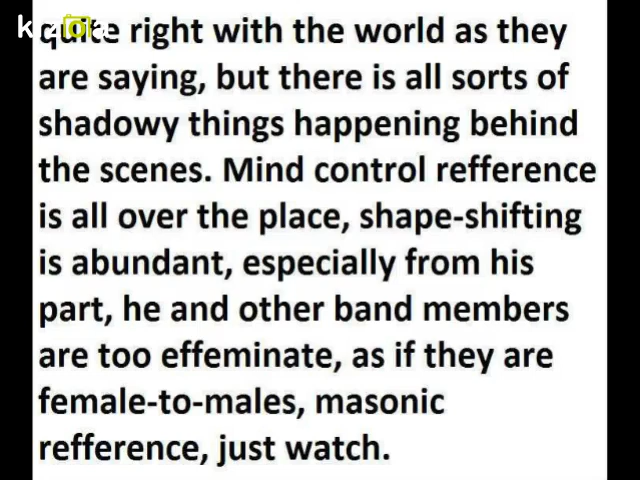 quite right with the world as they
are saying, but there is all sorts of
shadowy things happening behind
the scenes. Mind control refference
is all over the place, shape-shifting
is abundant, especially from his
part, he and other band members
are too effeminate, as if they are
female-to-males, masonic
refference, just watch.